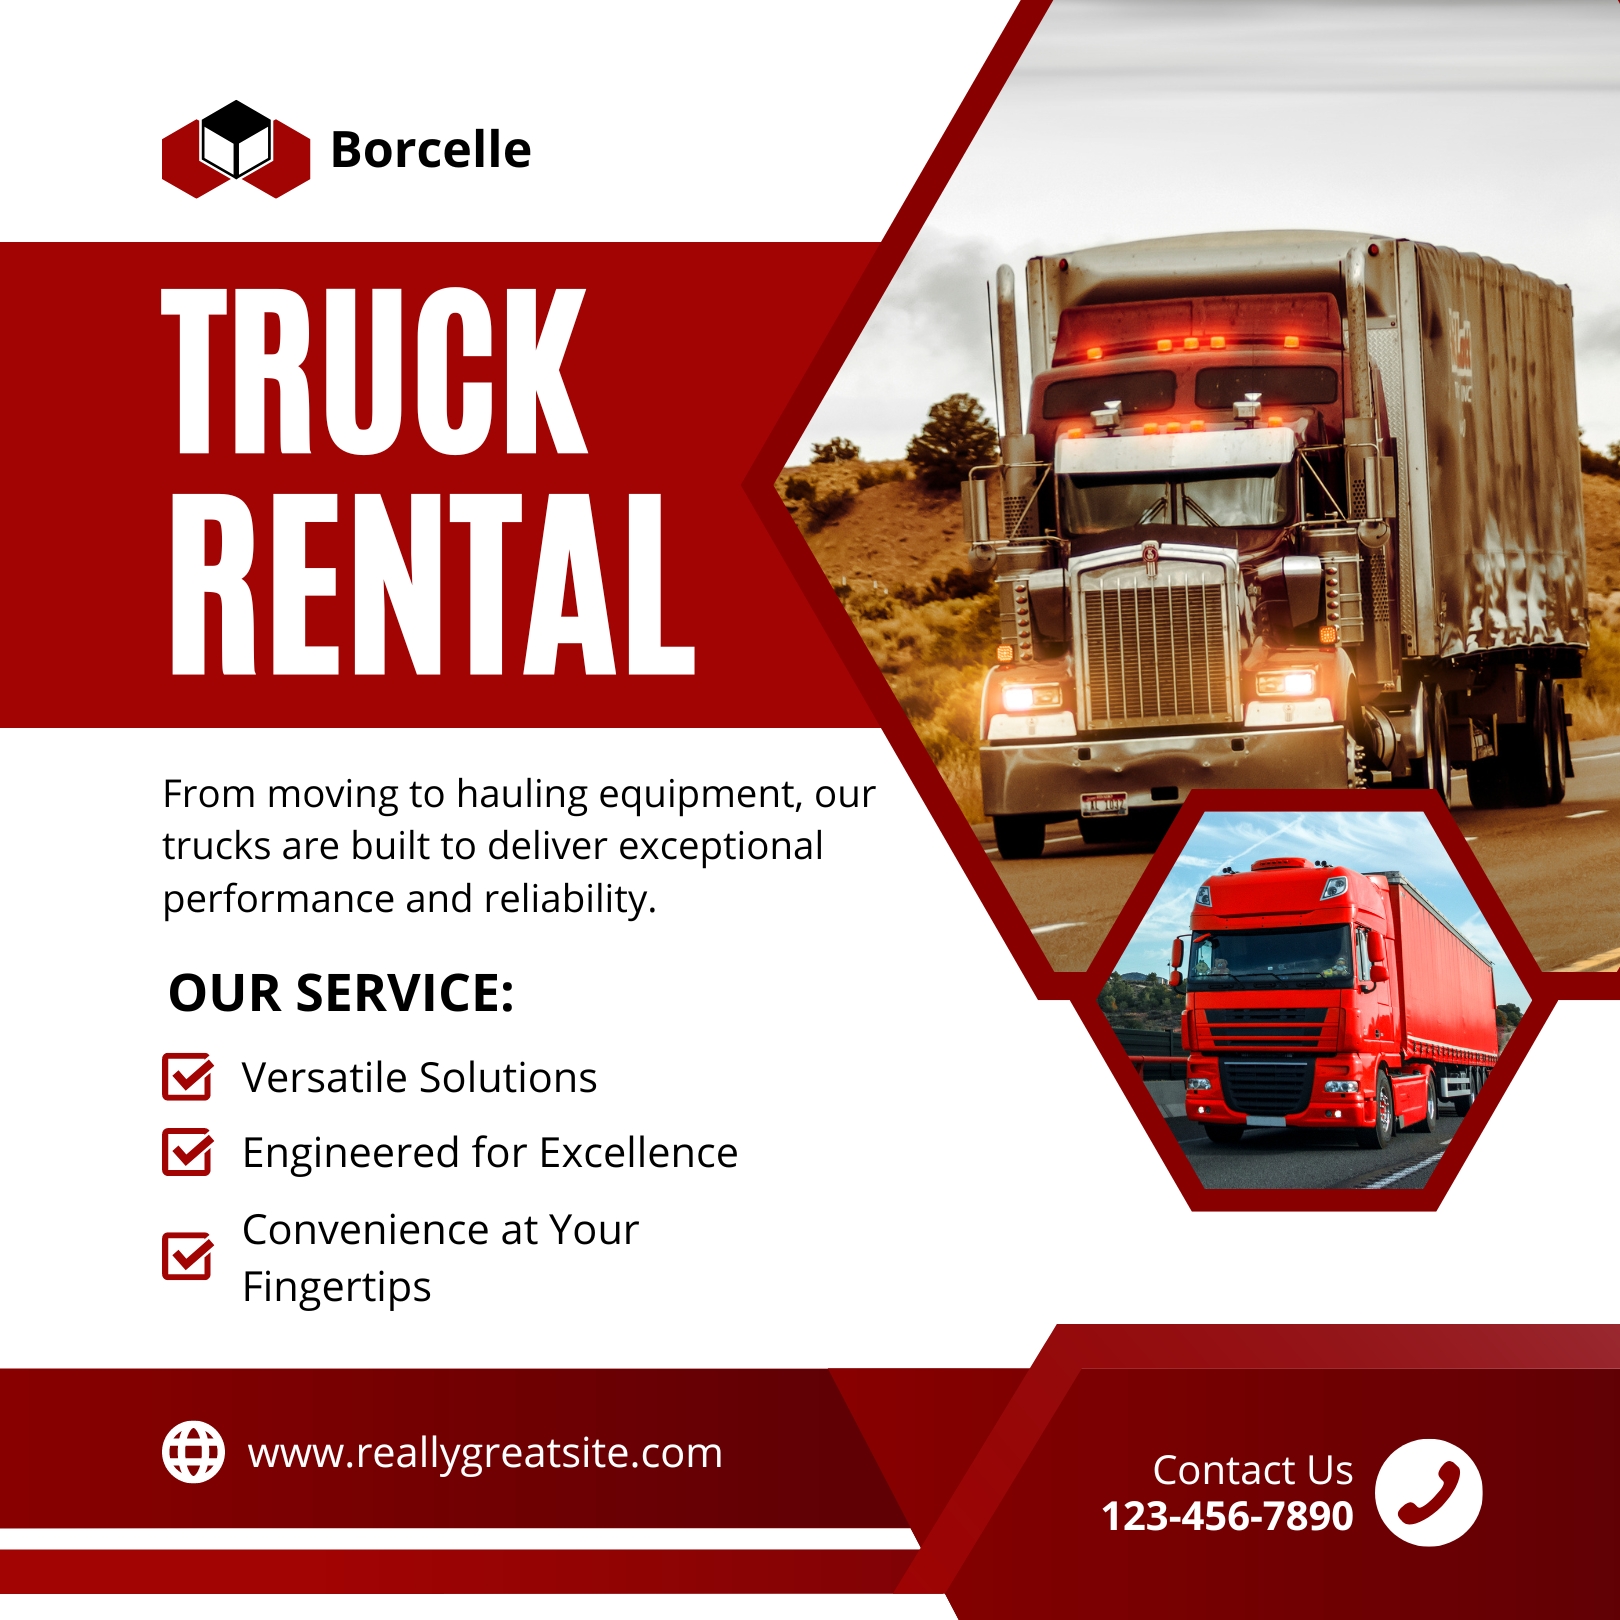 Borcelle
TRUCK
RENTAL
From moving to hauling equipment, our
trucks are built to deliver exceptional
performance and reliability.
OUR SERVICE:
Versatile Solutions
Engineered for Excellence
Convenience at Your
Fingertips
www.reallygreatsite.com
Contact Us
123-456-7890